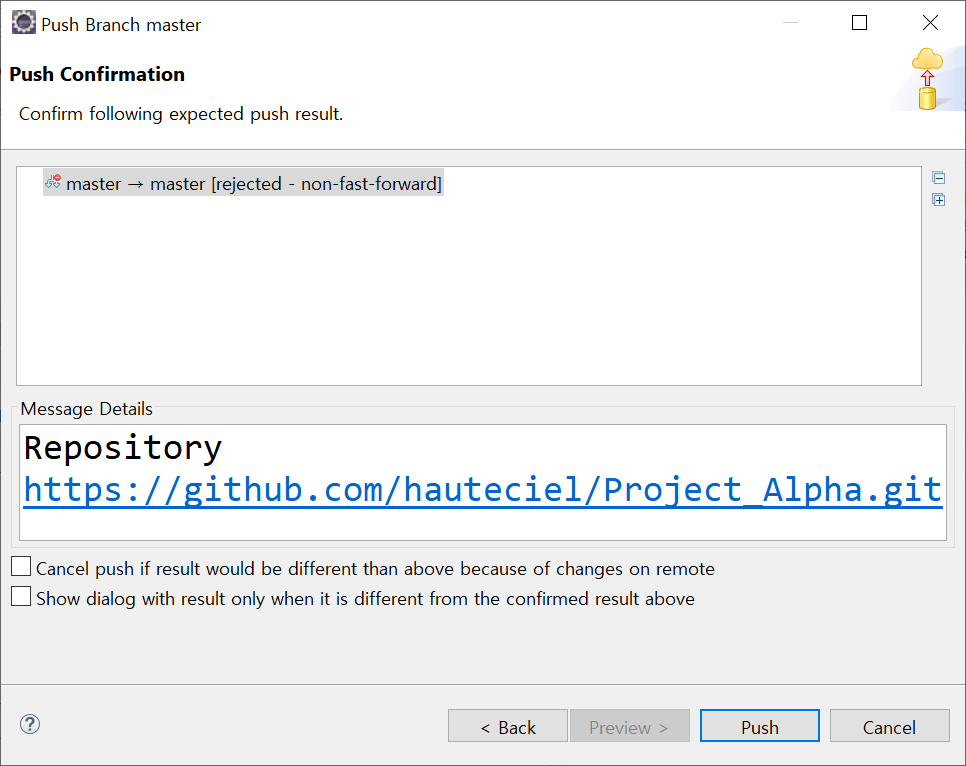 Push Branch master
Push Confirmation
Confirm following expected push result.
master → master [rejected - non-fast-forward]
Message Details
Repository
https://github.com/hauteciel/Project_Alpha.git
Cancel push if result would be different than above because of changes on remote
Show dialog with result only when it is different from the confirmed result above
< Back
Preview >
Push
Cancel